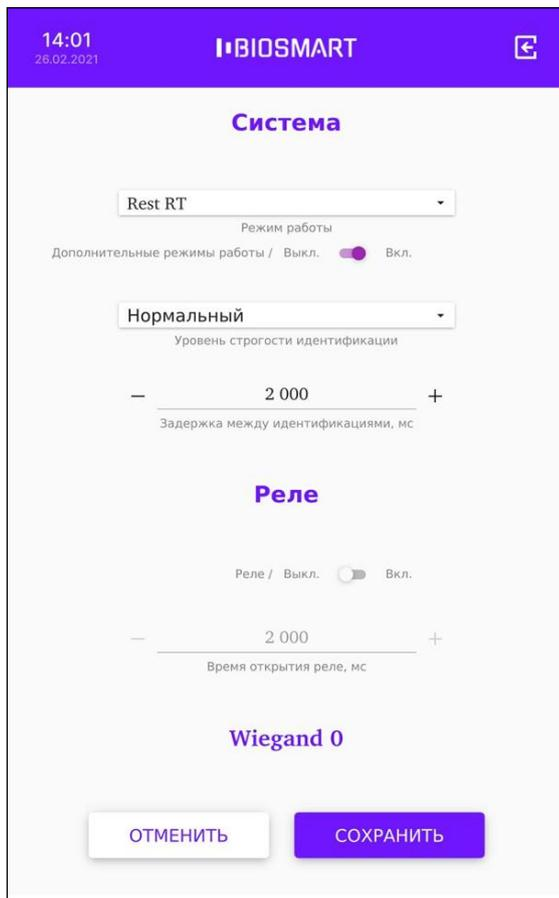 14:01
26.02.2021
BIOSMART
Система
Rest RT
Режим работы
Дополнительные режимы работы / Выкл. Вкл.
Нормальный
Уровень строгости идентификации
− 2 000 +
Задержка между идентификациями, мс
Реле
Реле / Выкл. Вкл.
− 2 000 +
Время открытия реле, мс
Wiegand 0
ОТМЕНИТЬ СОХРАНИТЬ